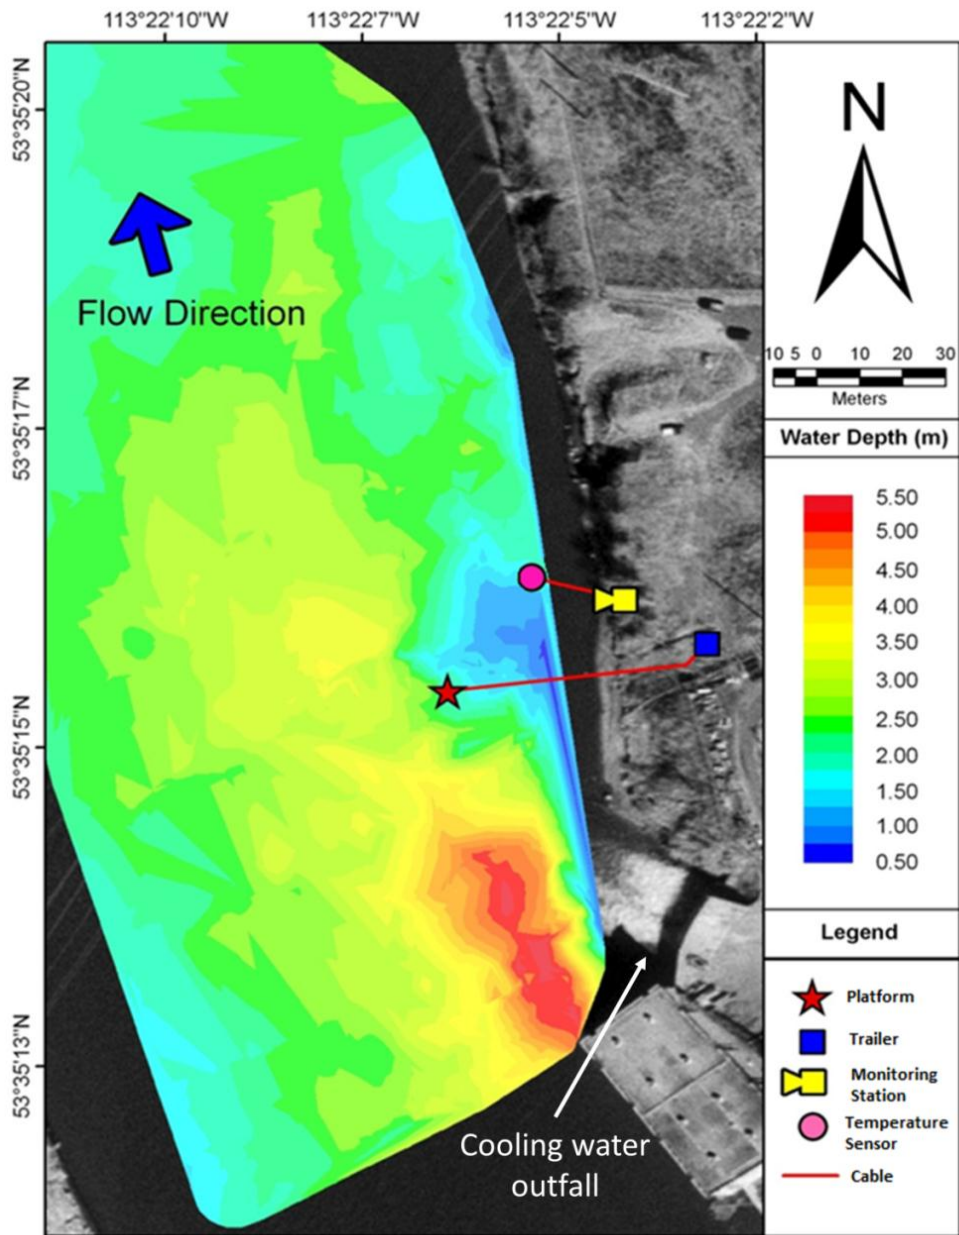 113°22'10"W 113°22'7"W 113°22'5"W 113°22'2"W
53°35'20"N
53°35'17"N
53°35'15"N
53°35'13"N
Flow Direction
Cooling water
outfall
N
10 5 0 10 20 30
Meters
Water Depth (m)
5.50
5.00
4.50
4.00
3.50
3.00
2.50
2.00
1.50
1.00
0.50
Legend
Platform
Trailer
Monitoring
Station
Temperature
Sensor
Cable